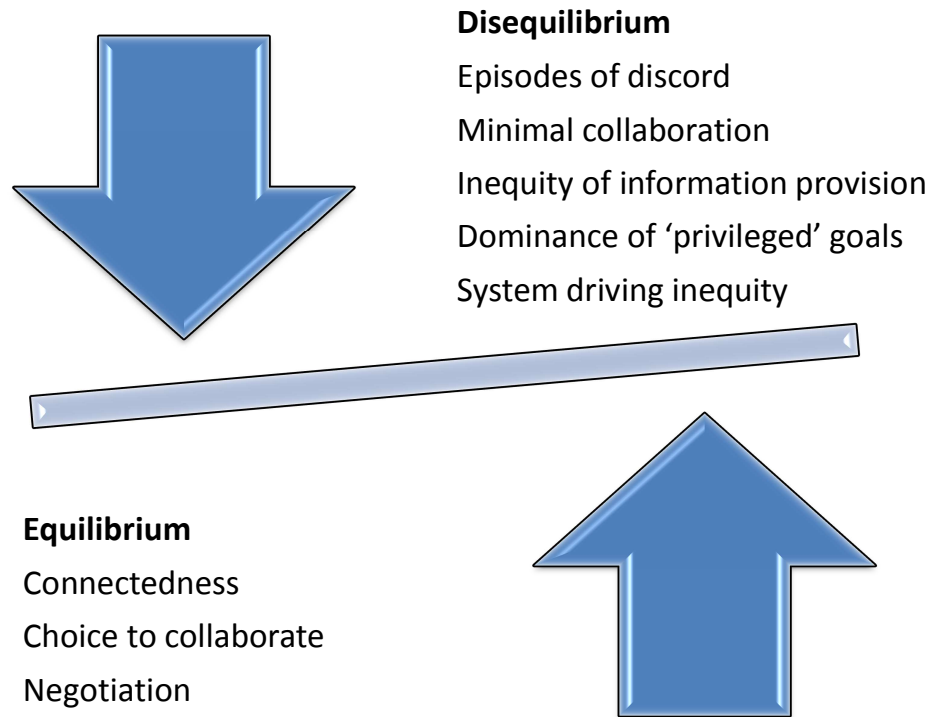 Disequilibrium
Episodes of discord
Minimal collaboration
Inequity of information provision
Dominance of ‘privileged’ goals
System driving inequity
Equilibrium
Connectedness
Choice to collaborate
Negotiation